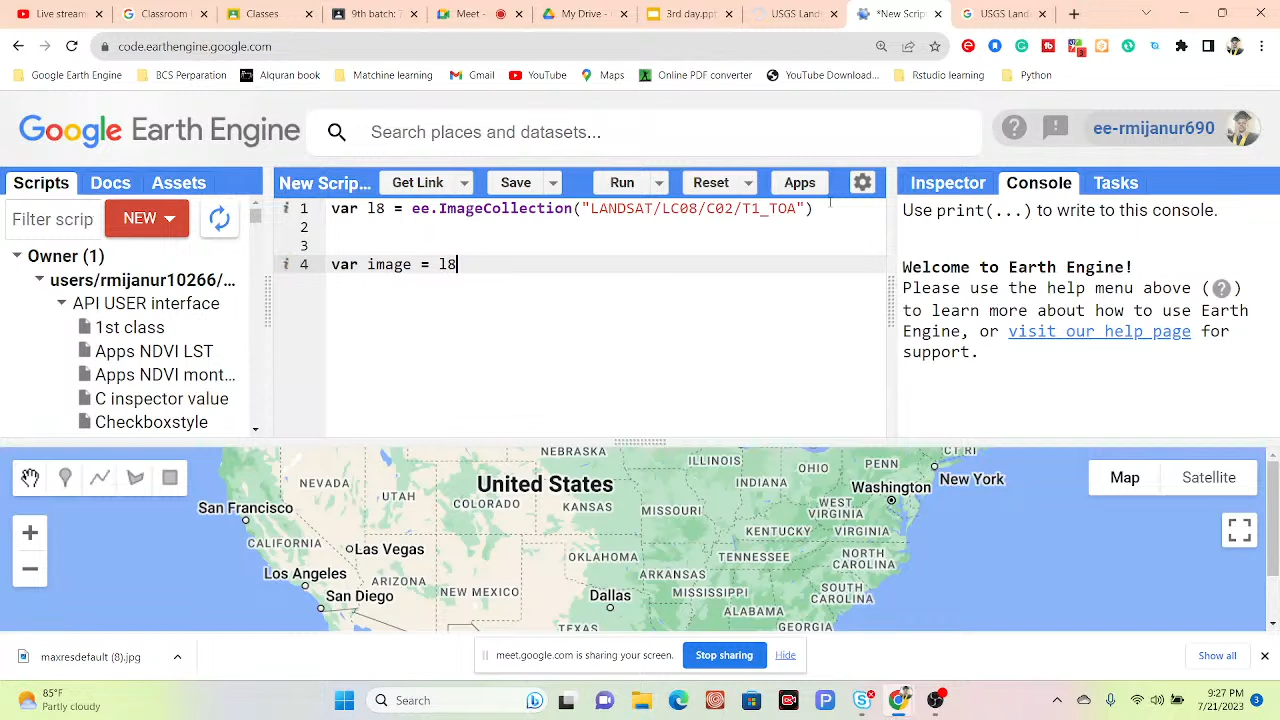 Live stream
Classroom
Classes
9th batch:
Meet -
My Drive -
3rd day.ppt
USGS Land
*New Scrip
USGS Land
code.earthengine.google.com
3
Google Earth Engine
BCS Perparation
Alquran book
Matchine learning
Gmail
YouTube
Maps
Online PDF converter
YouTube Download...
Rstudio learning
Python
Google Earth Engine
Search places and datasets...
ee-rmijanur690
Scripts Docs Assets
New Scrip...
Get Link
Save
Run
Reset
Apps
Inspector Console Tasks
Filter scrip
NEW
Owner (1)
users/rmijanur10266/...
API USER interface
1st class
Apps NDVI LST
Apps NDVI mont...
C inspector value
Checkboxstyle
i 1 var l8 = ee.ImageCollection("LANDSAT/LC08/C02/T1_TOA")
2
3
i 4 var image = l8
Use print(...) to write to this console.
Welcome to Earth Engine!
Please use the help menu above (?)
to learn more about how to use Earth
Engine, or visit our help page for
support.
NEBRASKA
ILLINOIS
PENN
CT RI
New York
NEVADA
UTAH
United States
COLORADO
KANSAS
MISSOURI
INDIANA
OHIO
Washington
WEST
VIRGINIA
San Francisco
CALIFORNIA
Las Vegas
KENTUCKY
VIRGINIA
OKLAHOMA
TENNESSEE
NORTH
CAROLINA
Los Angeles
ARIZONA
NEW MEXICO
ARKANSAS
San Diego
Dallas
MISSISSIPPI
SOUTH
CAROLINA
ALABAMA
TEXAS
GEORGIA
Map
Satellite
maxresdefault (8).jpg
meet.google.com is sharing your screen.
Stop sharing
Hide
Show all
85°F
Partly cloudy
Search
9:27 PM
7/21/2023
3